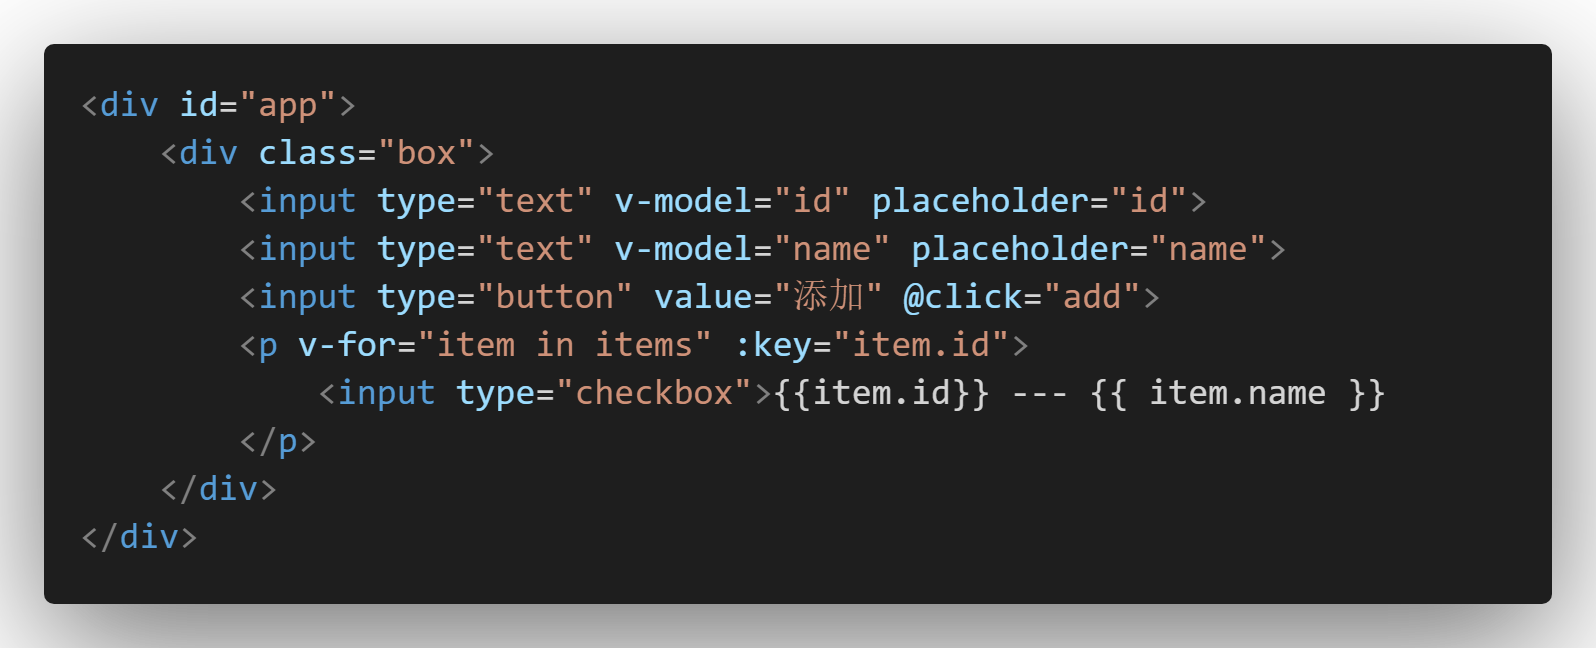 <div id="app">
    <div class="box">
        <input type="text" v-model="id" placeholder="id">
        <input type="text" v-model="name" placeholder="name">
        <input type="button" value="添加" @click="add">
        <p v-for="item in items" :key="item.id">
            <input type="checkbox">{{item.id}} --- {{ item.name }}
        </p>
    </div>
</div>